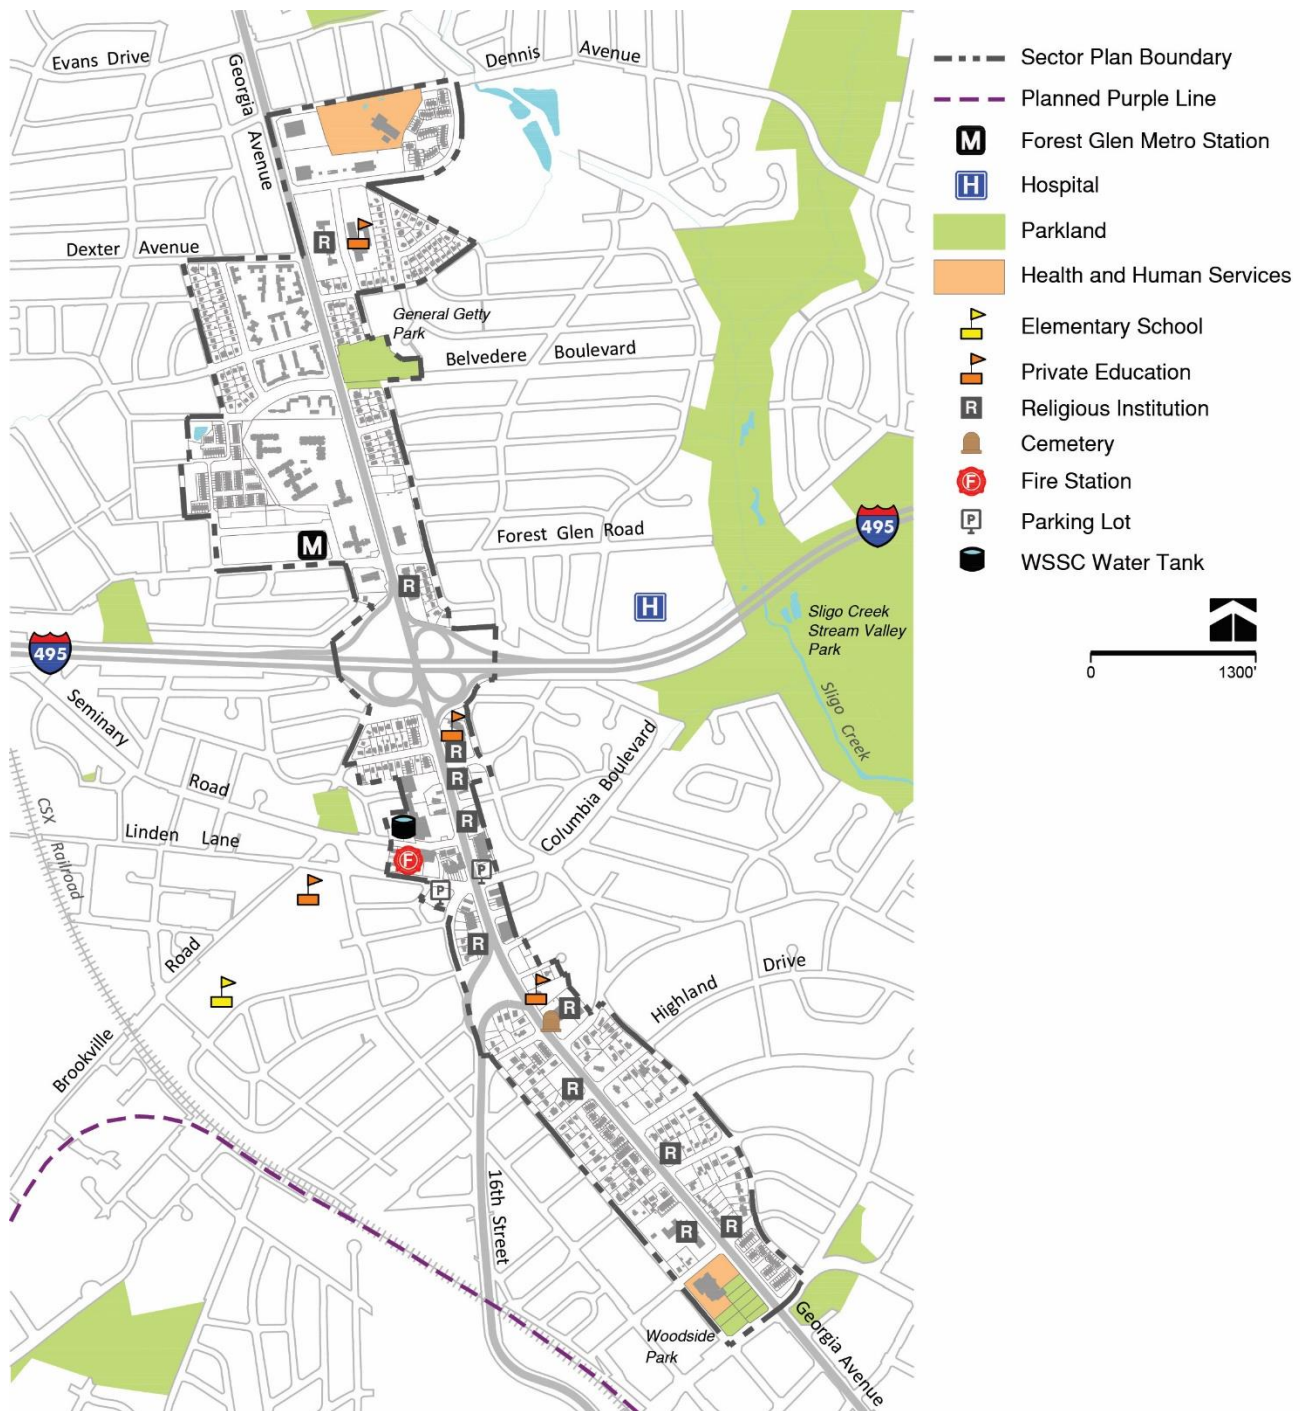 Evans Drive
Georgia Avenue
Dennis Avenue
Dexter Avenue
R
General Getty
Park
Belvedere Boulevard
M
Forest Glen Road
495
R
H
Sligo Creek
Stream Valley
Park
495
Sligo Creek
Seminary
Road
R
R
R
Columbia Boulevard
CSX Railroad
Linden Lane
F
P
P
R
Road
Brookville
R
Highland Drive
R
R
R
R
16th Street
Woodside
Park
Georgia Avenue
Sector Plan Boundary
Planned Purple Line
M Forest Glen Metro Station
H Hospital
Parkland
Health and Human Services
Elementary School
Private Education
R Religious Institution
Cemetery
F Fire Station
P Parking Lot
WSSC Water Tank
0 1300'